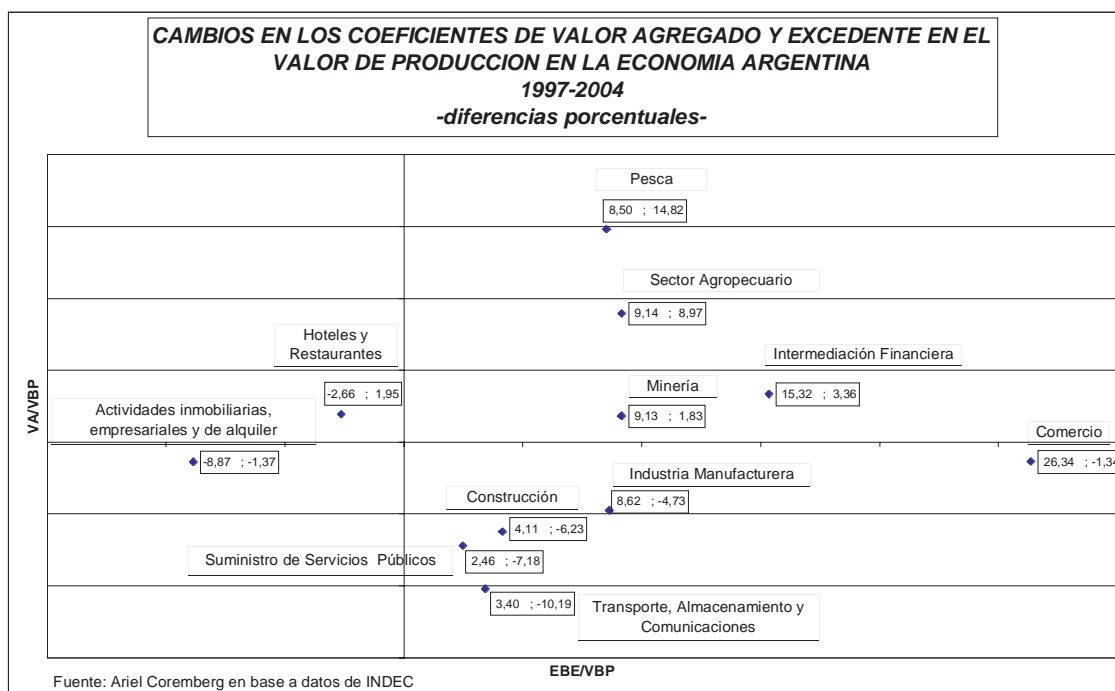 CAMBIOS EN LOS COEFICIENTES DE VALOR AGREGADO Y EXCEDENTE EN EL
VALOR DE PRODUCCION EN LA ECONOMIA ARGENTINA
1997-2004
-diferencias porcentuales-
Pesca
8,50 ; 14,82
Sector Agropecuario
9,14 ; 8,97
Hoteles y
Restaurantes
-2,66 ; 1,95
Intermediación Financiera
15,32 ; 3,36
Minería
9,13 ; 1,83
VA/VBP
Actividades inmobiliarias,
empresariales y de alquiler
-8,87 ; -1,37
Comercio
26,34 ; -1,34
Industria Manufacturera
8,62 ; -4,73
Construcción
4,11 ; -6,23
Suministro de Servicios Públicos
2,46 ; -7,18
3,40 ; -10,19
Transporte, Almacenamiento y
Comunicaciones
EBE/VBP
Fuente: Ariel Coremberg en base a datos de INDEC